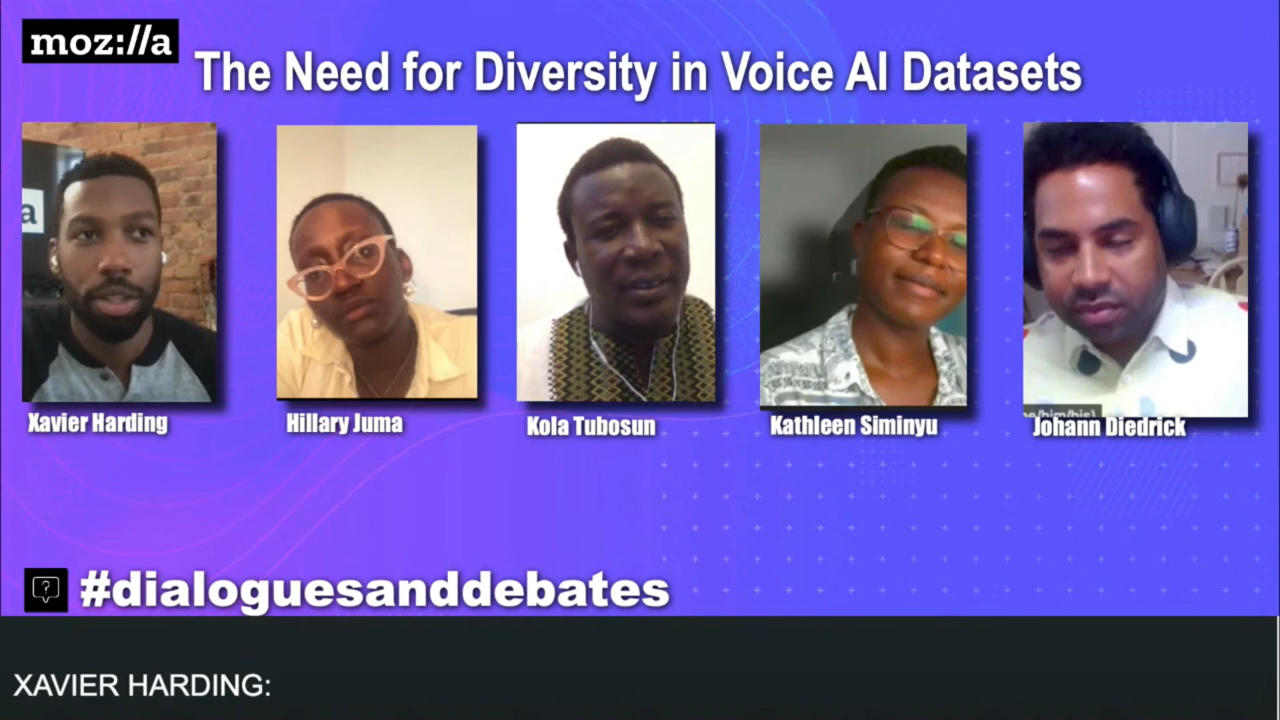 moz://a
The Need for Diversity in Voice AI Datasets
a
Xavier Harding
Hillary Juma
Kola Tubosun
Kathleen Siminyu
Johann Diedrick
#dialoguesanddebates
XAVIER HARDING: